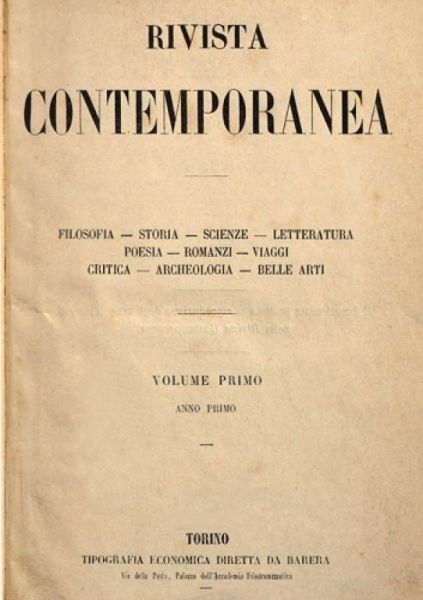 RIVISTA
CONTEMPORANEA
FILOSOFIA — STORIA — SCIENZE — LETTERATURA
POESIA — ROMANZI — VIAGGI
CRITICA — ARCHEOLOGIA — BELLE ARTI
VOLUME PRIMO
ANNO PRIMO
TORINO
TIPOGRAFIA ECONOMICA DIRETTA DA BARERA
Via della Posta, Palazzo dell'Accademia Filodrammatica